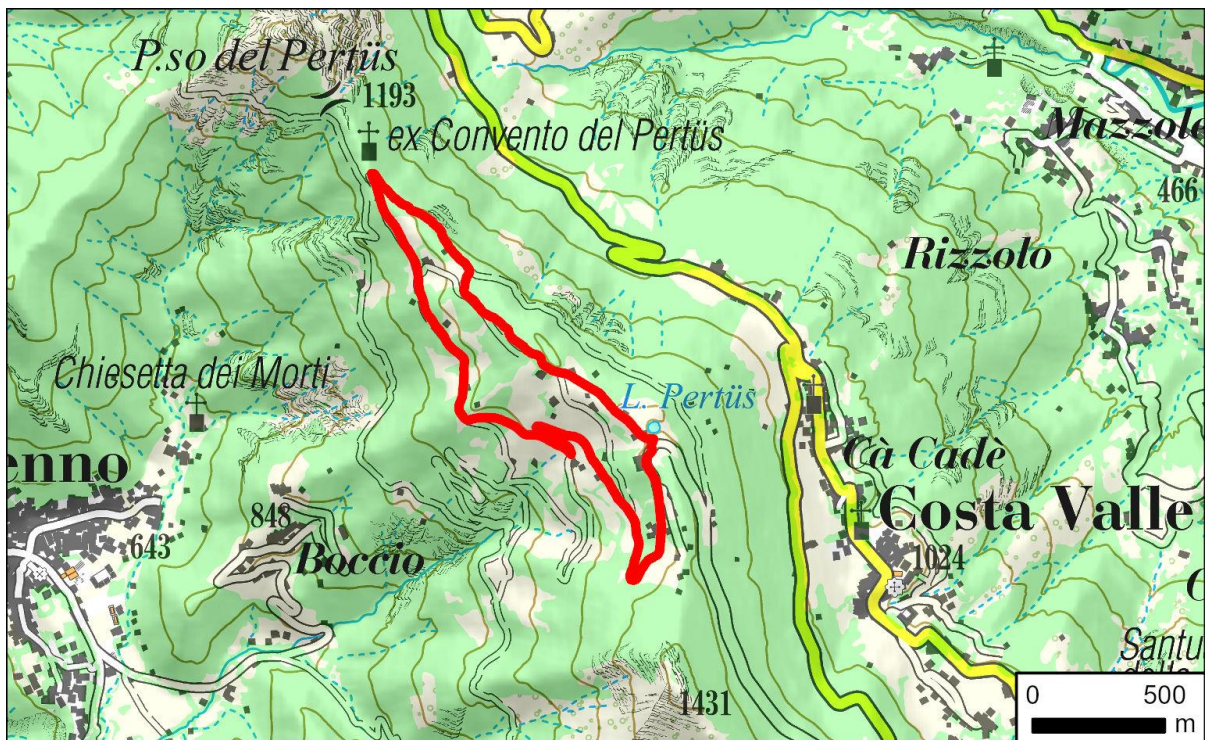 P.so del Pertüs
1193
ex Convento del Pertüs
Mazzole
466
Rizzolo
Chiesetta dei Morti
L. Pertüs
enno
Cà Cadè
848
Costa Valle
643
Boccio
1024
C
Santu
1431
0 500
m